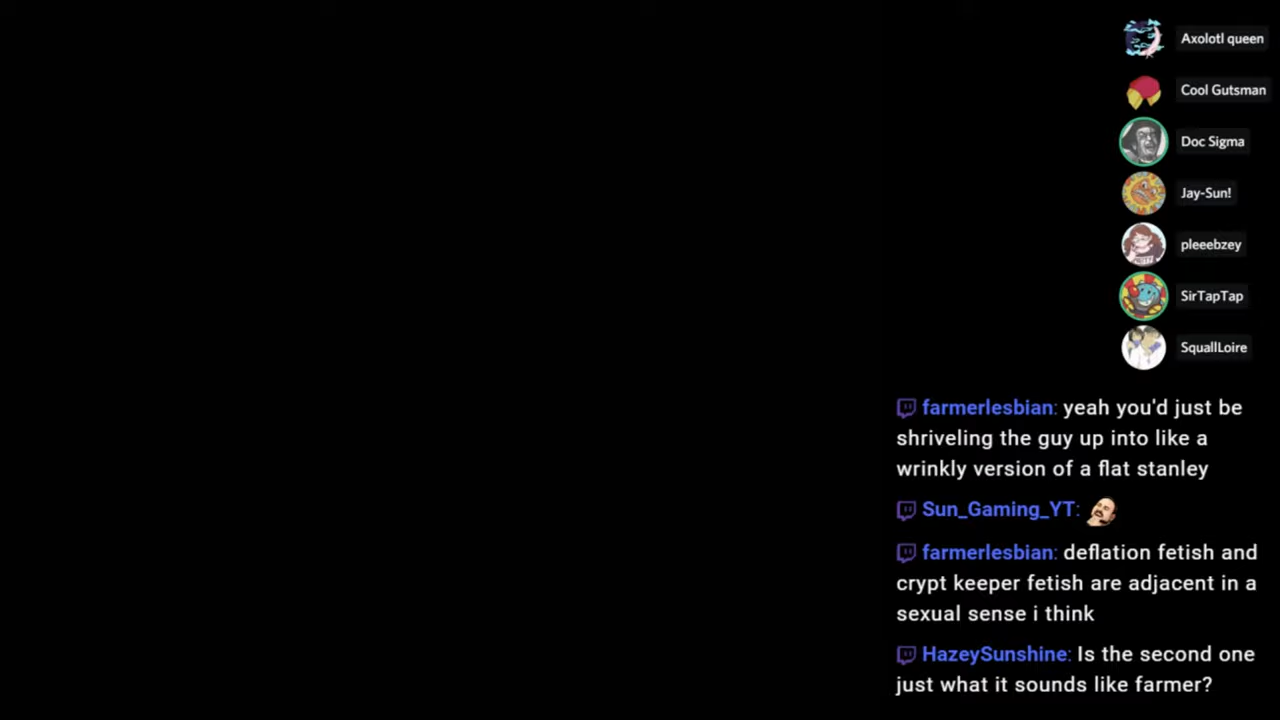 Axolotl queen
Cool Gutsman
Doc Sigma
Jay-Sun!
pleeebzey
SirTapTap
SquallLoire
farmerlesbian: yeah you'd just be
shriveling the guy up into like a
wrinkly version of a flat stanley
Sun_Gaming_YT:
farmerlesbian: deflation fetish and
crypt keeper fetish are adjacent in a
sexual sense i think
HazeySunshine: Is the second one
just what it sounds like farmer?